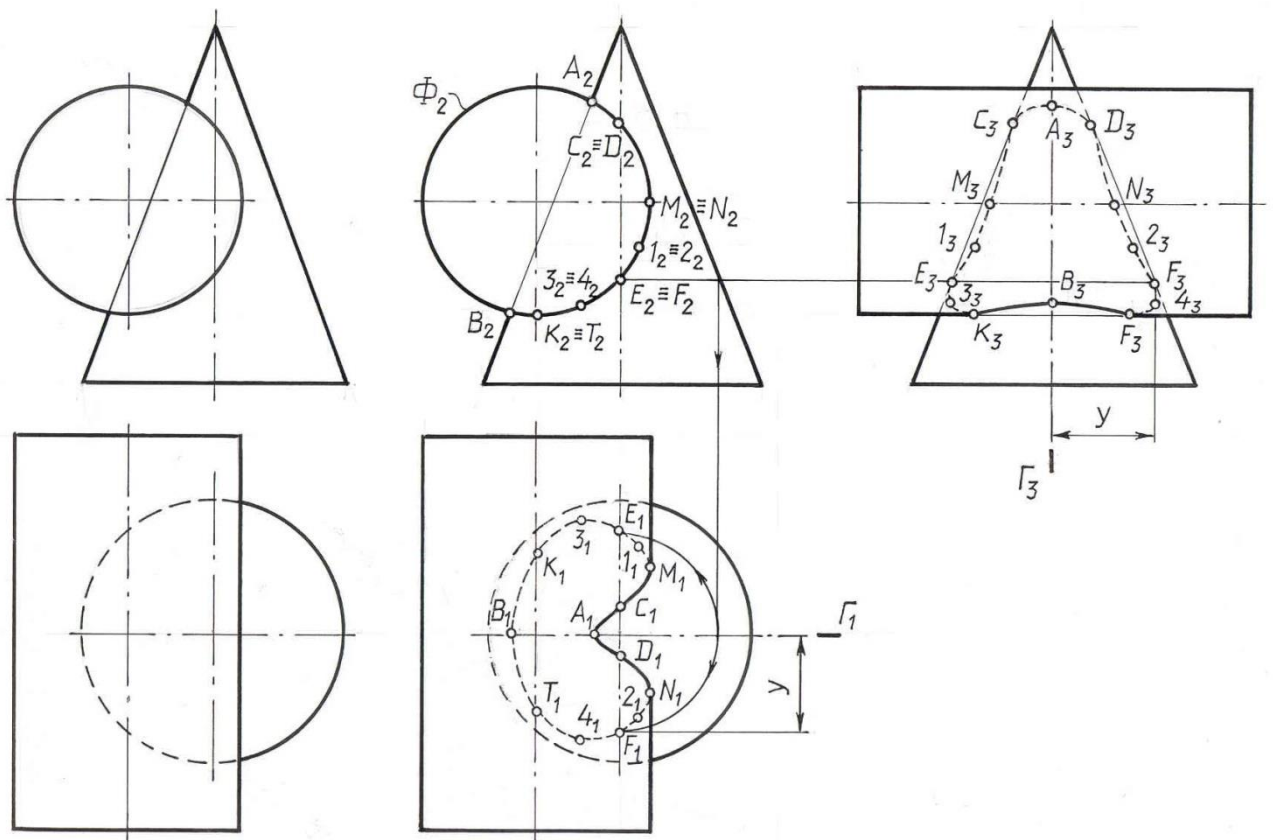 Φ₂
A₂
C₂≡D₂
M₂≡N₂
1₂≡2₂
3₂≡4₂
E₂≡F₂
B₂
K₂≡T₂
C₃
A₃
D₃
M₃
N₃
1₃
2₃
E₃
B₃
F₃
3₃
4₃
K₃
F₃
y
Γ₃
E₁
3₁
1₁
K₁
M₁
C₁
B₁
A₁
Γ₁
D₁
T₁
2₁
N₁
4₁
F₁
y